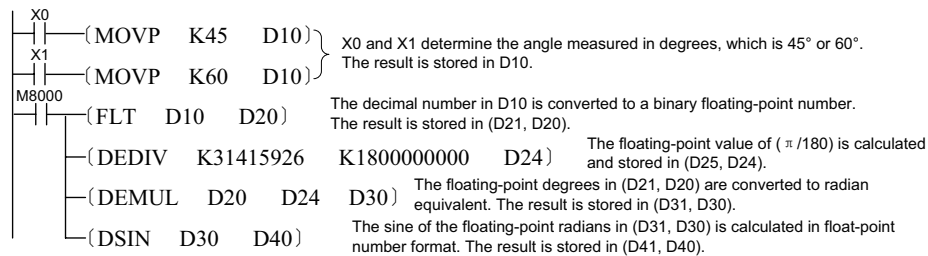 X0
(MOVP K45 D10)
X1
(MOVP K60 D10)
X0 and X1 determine the angle measured in degrees, which is 45° or 60°.
The result is stored in D10.
M8000
(FLT D10 D20)
The decimal number in D10 is converted to a binary floating-point number.
The result is stored in (D21, D20).
(DEDIV K31415926 K1800000000 D24)
The floating-point value of ( π /180) is calculated
and stored in (D25, D24).
(DEMUL D20 D24 D30)
The floating-point degrees in (D21, D20) are converted to radian
equivalent. The result is stored in (D31, D30).
(DSIN D30 D40)
The sine of the floating-point radians in (D31, D30) is calculated in float-point
number format. The result is stored in (D41, D40).